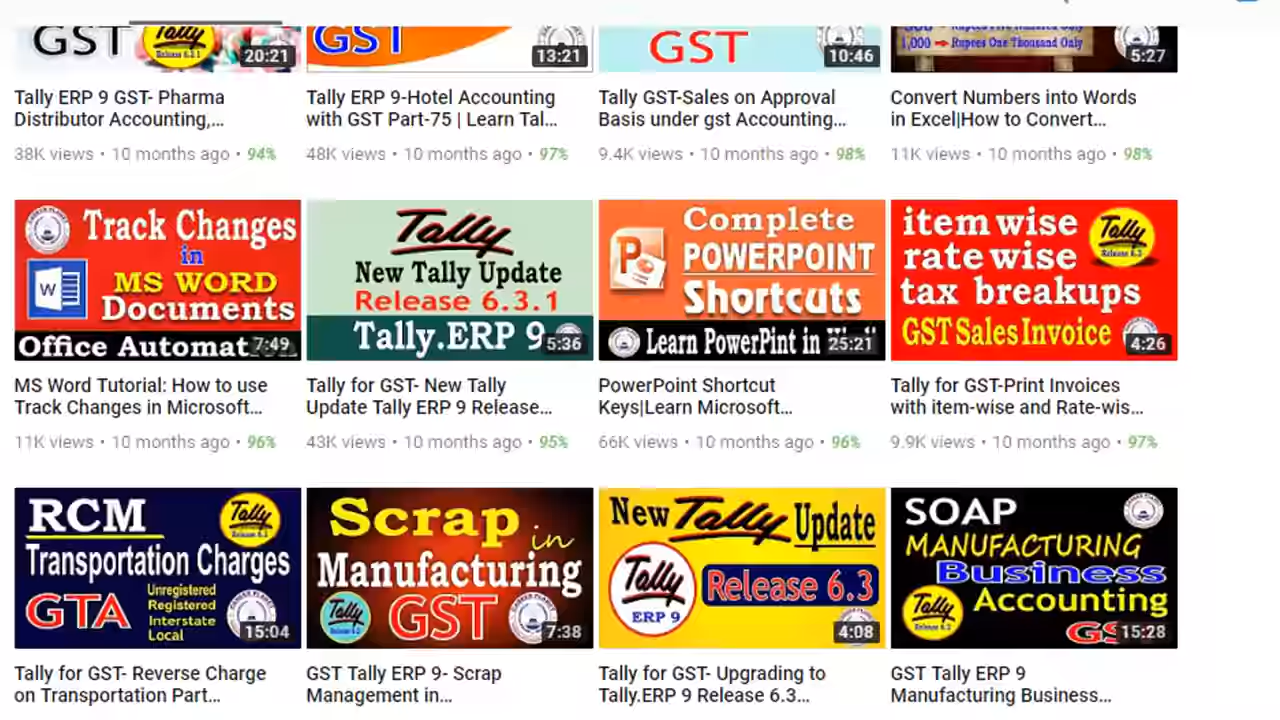 GST
Tally
Release 6.2.1
20:21
GST
13:21
GST
10:46
1,000 → Rupees One Thousand Only
5:27
Tally ERP 9 GST- Pharma
Distributor Accounting,...
38K views • 10 months ago • 94%
Tally ERP 9-Hotel Accounting
with GST Part-75 | Learn Tal...
48K views • 10 months ago • 97%
Tally GST-Sales on Approval
Basis under gst Accounting...
9.4K views • 10 months ago • 98%
Convert Numbers into Words
in Excel|How to Convert...
11K views • 10 months ago • 98%
Track Changes
in
W
MS WORD
Documents
Office Automat
7:49
Tally
New Tally Update
Release 6.3.1
Tally.ERP 9
5:36
Complete
P
POWERPOINT
Shortcuts
Learn PowerPint in
25:21
item wise
rate wise
tax breakups
GST Sales Invoice
Tally
4:26
MS Word Tutorial: How to use
Track Changes in Microsoft...
11K views • 10 months ago • 96%
Tally for GST- New Tally
Update Tally ERP 9 Release...
43K views • 10 months ago • 95%
PowerPoint Shortcut
Keys|Learn Microsoft...
66K views • 10 months ago • 96%
Tally for GST-Print Invoices
with item-wise and Rate-wis...
9.9K views • 10 months ago • 97%
RCM
Tally
Transportation Charges
GTA
Unregistered
Registered
Interstate
Local
15:04
Scrap
in
Manufacturing
Tally
GST
7:38
New Tally Update
Tally
ERP 9
Release 6.3
4:08
SOAP
MANUFACTURING
Business
Accounting
Tally
GS
15:28
Tally for GST- Reverse Charge
on Transportation Part...
GST Tally ERP 9- Scrap
Management in...
Tally for GST- Upgrading to
Tally.ERP 9 Release 6.3...
GST Tally ERP 9
Manufacturing Business...